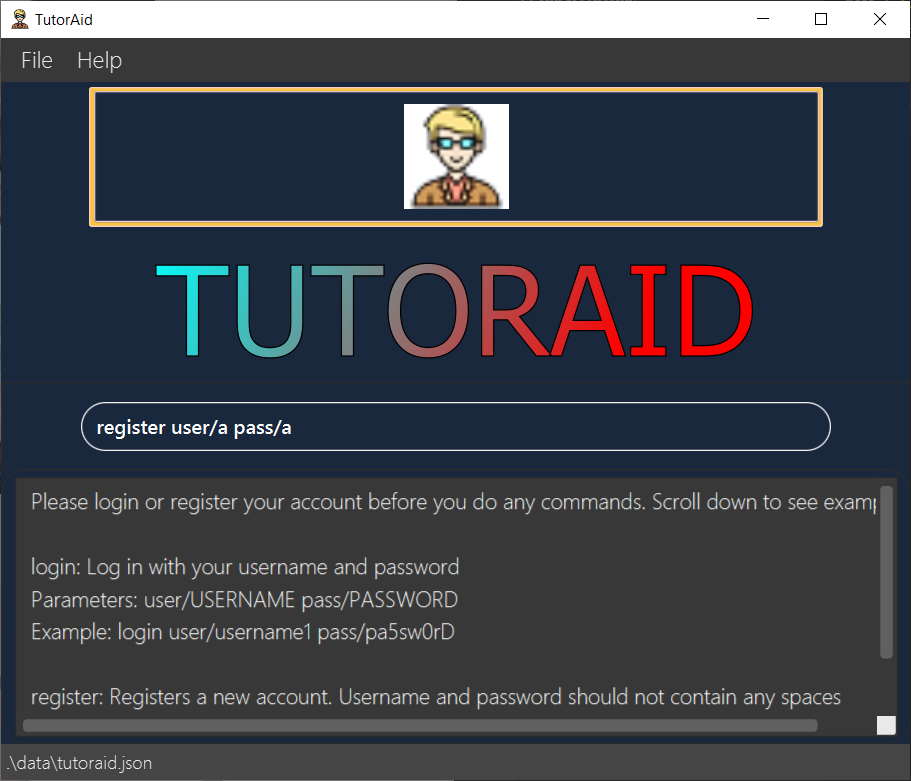 TutorAid
File Help
TUTORAID
register user/a pass/a
Please login or register your account before you do any commands. Scroll down to see examp
login: Log in with your username and password
Parameters: user/USERNAME pass/PASSWORD
Example: login user/username1 pass/pa5sw0rD
register: Registers a new account. Username and password should not contain any spaces
.\data\tutoraid.json